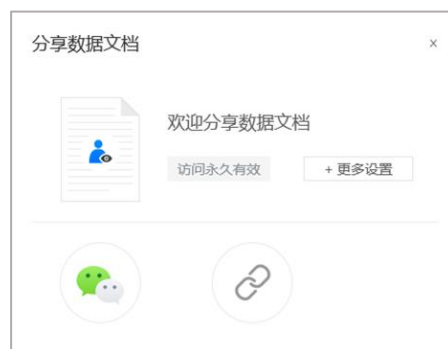 分享数据文档
x
欢迎分享数据文档
访问永久有效
+ 更多设置